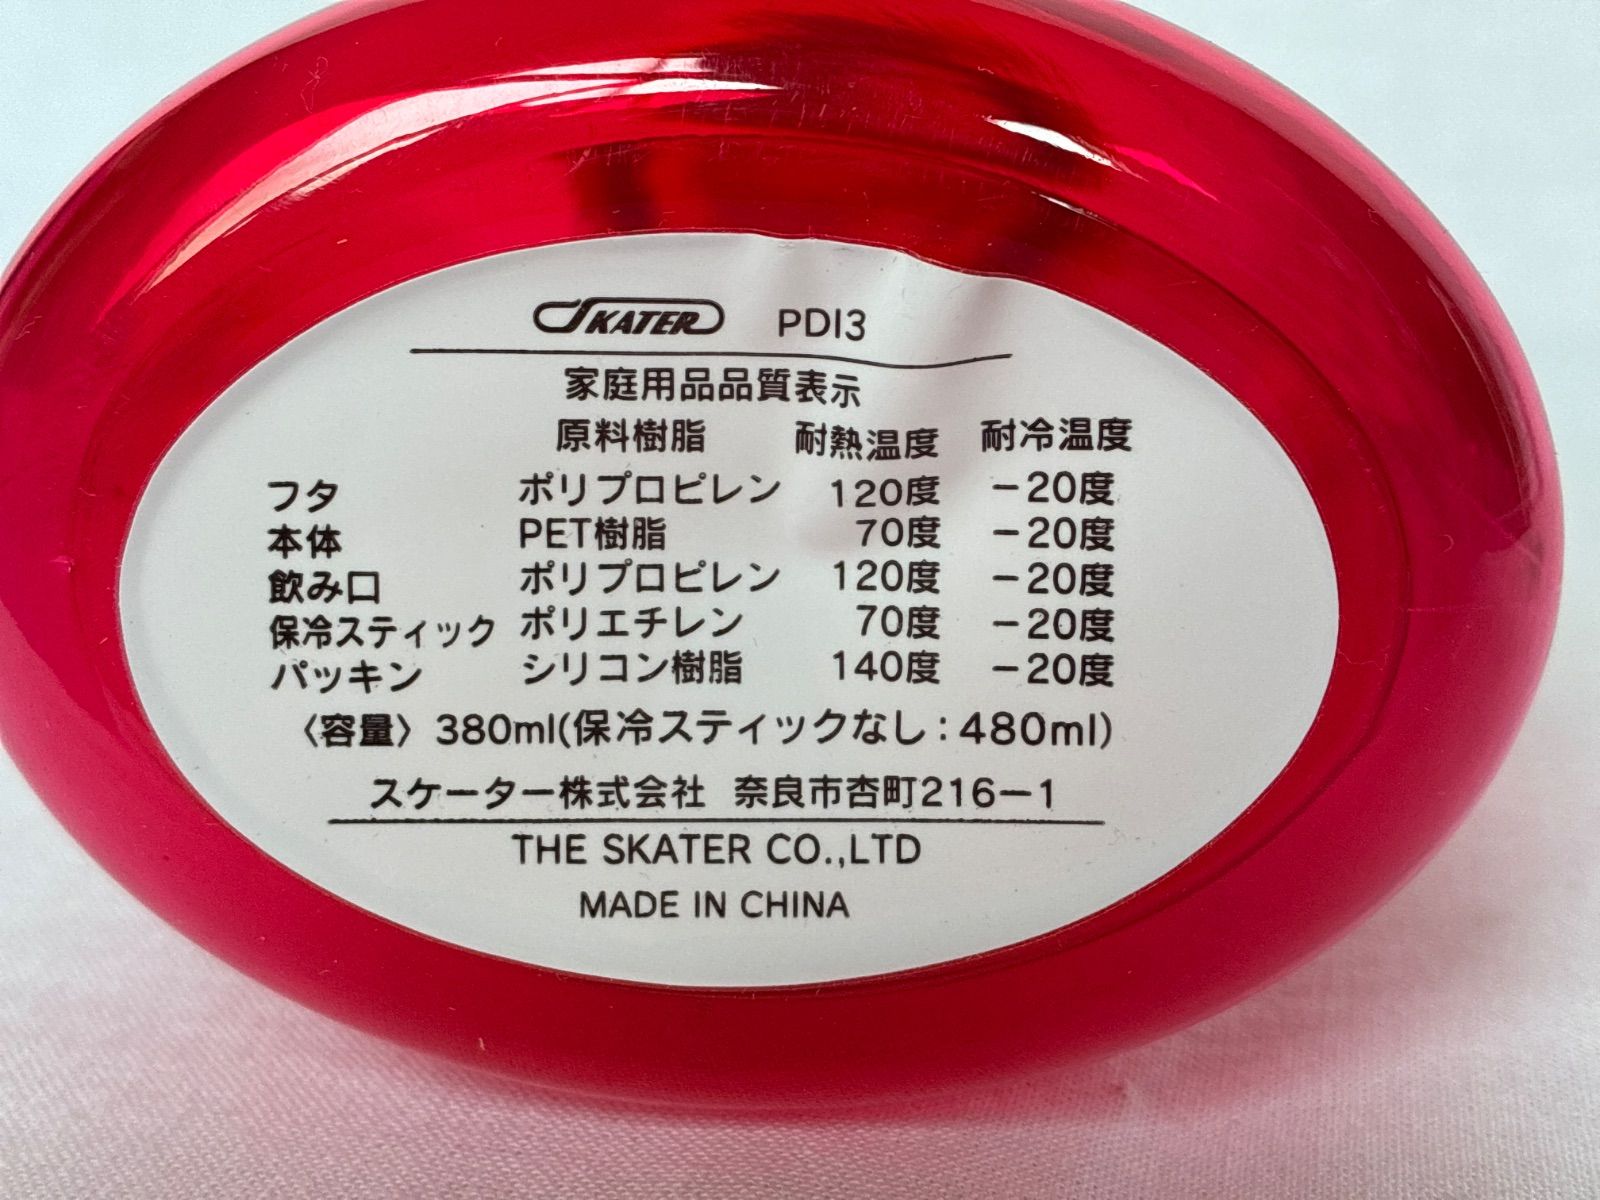 SKATER PDI3
家庭用品品質表示
原料樹脂 耐熱温度 耐冷温度
フタ ポリプロピレン 120度 −20度
本体 PET樹脂 70度 −20度
飲み口 ポリプロピレン 120度 −20度
保冷スティック ポリエチレン 70度 −20度
パッキン シリコン樹脂 140度 −20度
〈容量〉380ml(保冷スティックなし:480ml)
スケーター株式会社 奈良市杏町216−1
THE SKATER CO.,LTD
MADE IN CHINA